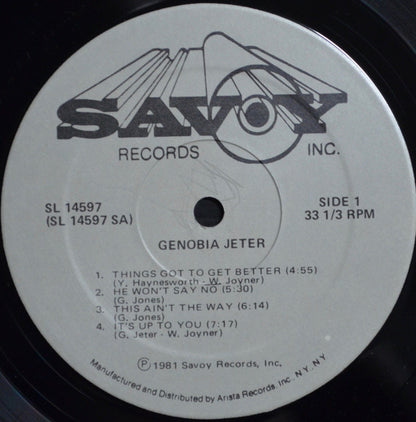 SAVOY
RECORDS INC.
SL 14597 SIDE 1
(SL 14597 SA) 33 1/3 RPM
GENOBIA JETER
1. THINGS GOT TO GET BETTER (4:55)
(Y. Haynesworth - W. Joyner)
2. HE WON'T SAY NO (5:30)
(G. Jones)
3. THIS AIN'T THE WAY (6:14)
(G. Jones)
4. IT'S UP TO YOU (7:17)
(G. Jeter - W. Joyner)
Ⓟ 1981 Savoy Records, Inc.
Manufactured and Distributed by Arista Records, Inc., N.Y., N.Y.